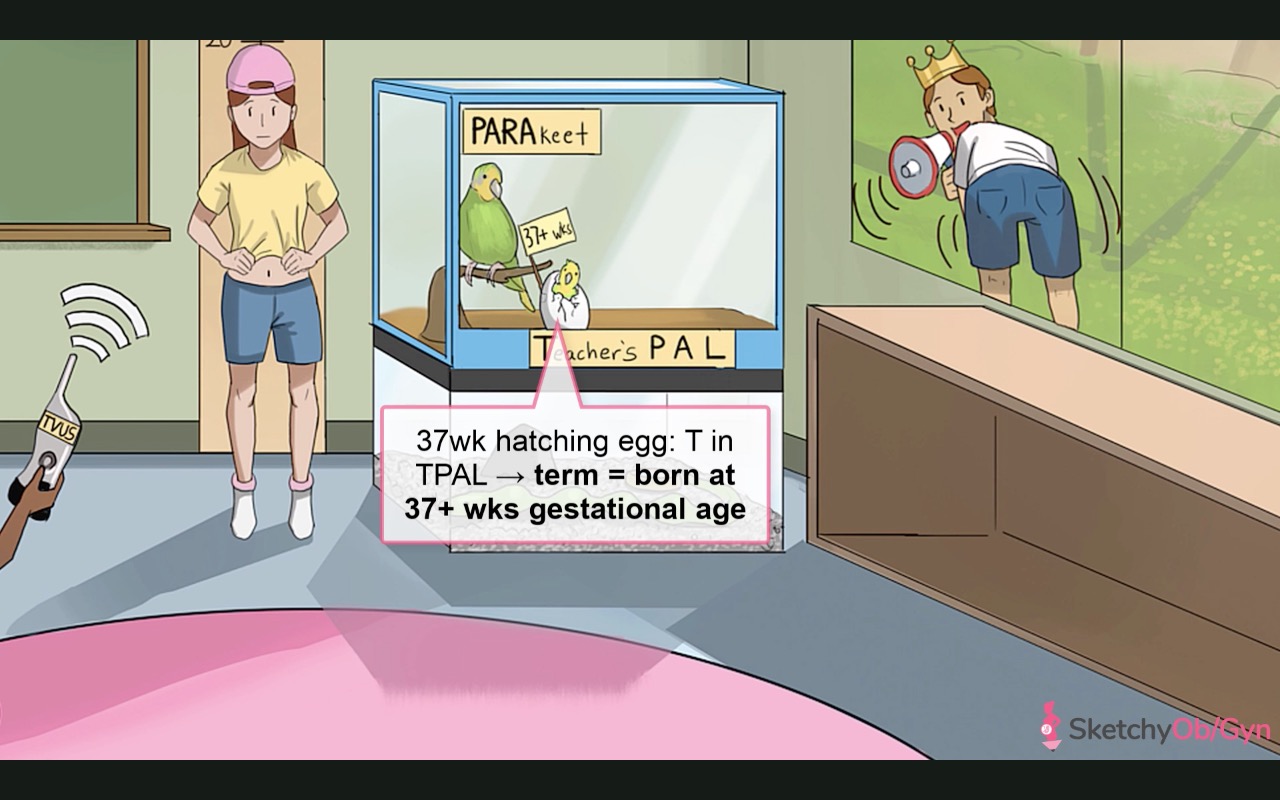 20
PARAkeet
37+ wks
Teacher's PAL
TVUS
37wk hatching egg: T in
TPAL → term = born at
37+ wks gestational age
SketchyOb/Gyn